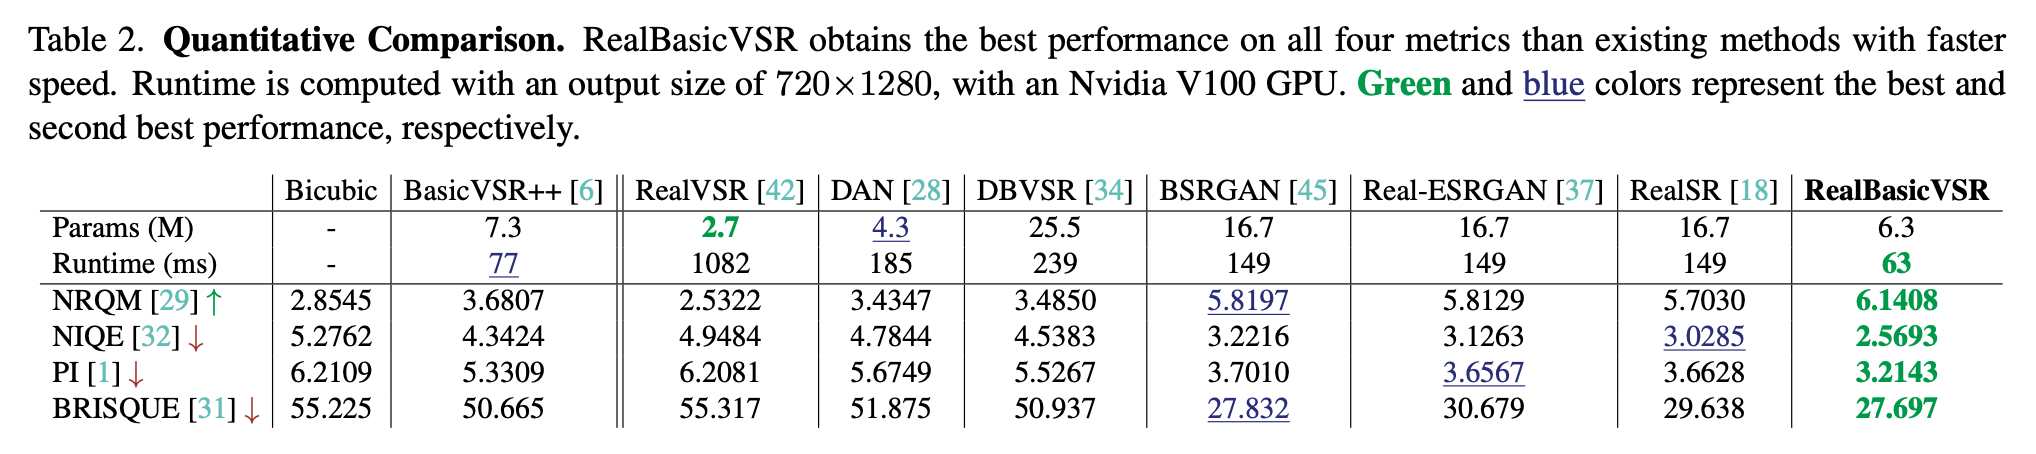 Table 2. Quantitative Comparison. RealBasicVSR obtains the best performance on all four metrics than existing methods with faster
speed. Runtime is computed with an output size of 720×1280, with an Nvidia V100 GPU. Green and blue colors represent the best and
second best performance, respectively.
Bicubic BasicVSR++ [6] RealVSR [42] DAN [28] DBVSR [34] BSRGAN [45] Real-ESRGAN [37] RealSR [18] RealBasicVSR
Params (M) - 7.3 2.7 4.3 25.5 16.7 16.7 16.7 6.3
Runtime (ms) - 77 1082 185 239 149 149 149 63
NRQM [29] ↑ 2.8545 3.6807 2.5322 3.4347 3.4850 5.8197 5.8129 5.7030 6.1408
NIQE [32] ↓ 5.2762 4.3424 4.9484 4.7844 4.5383 3.2216 3.1263 3.0285 2.5693
PI [1] ↓ 6.2109 5.3309 6.2081 5.6749 5.5267 3.7010 3.6567 3.6628 3.2143
BRISQUE [31] ↓ 55.225 50.665 55.317 51.875 50.937 27.832 30.679 29.638 27.697